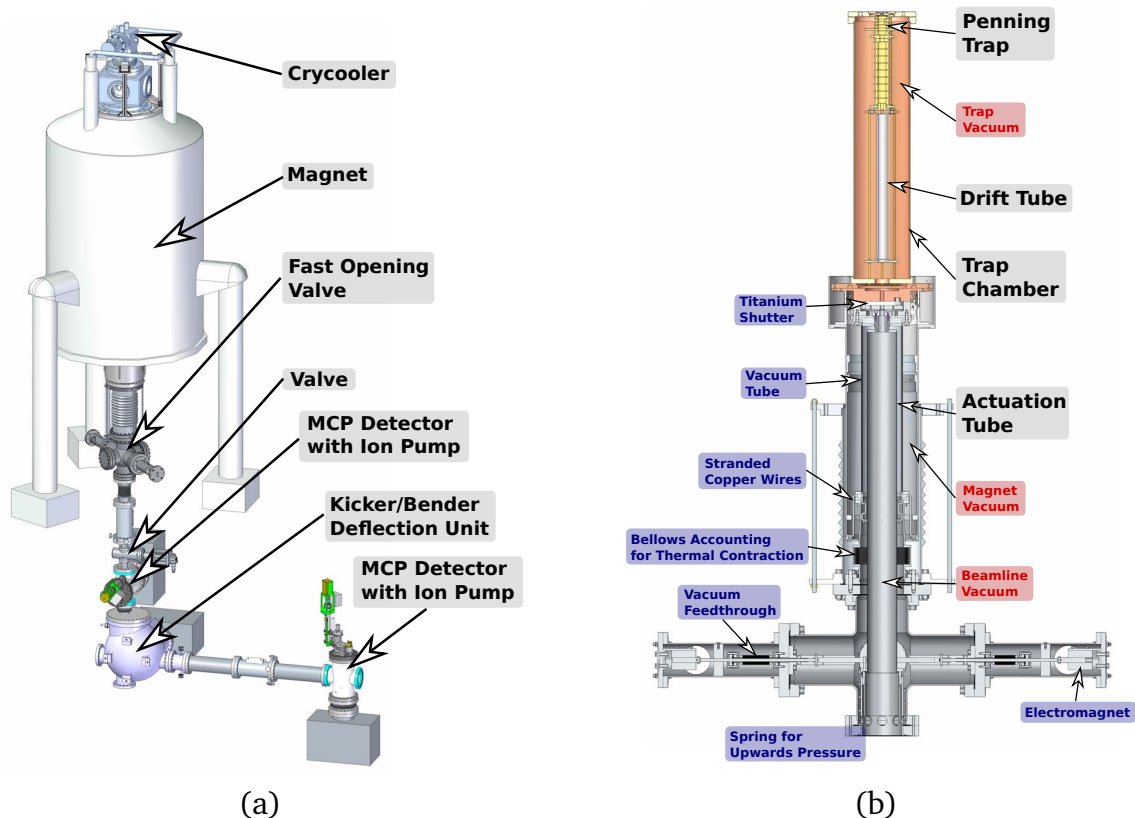 Crycooler
Magnet
Fast Opening
Valve
Valve
MCP Detector
with Ion Pump
Kicker/Bender
Deflection Unit
MCP Detector
with Ion Pump
(a)
Penning
Trap
Trap
Vacuum
Drift Tube
Trap
Chamber
Titanium
Shutter
Vacuum
Tube
Actuation
Tube
Stranded
Copper Wires
Magnet
Vacuum
Bellows Accounting
for Thermal Contraction
Beamline
Vacuum
Vacuum
Feedthrough
Electromagnet
Spring for
Upwards Pressure
(b)